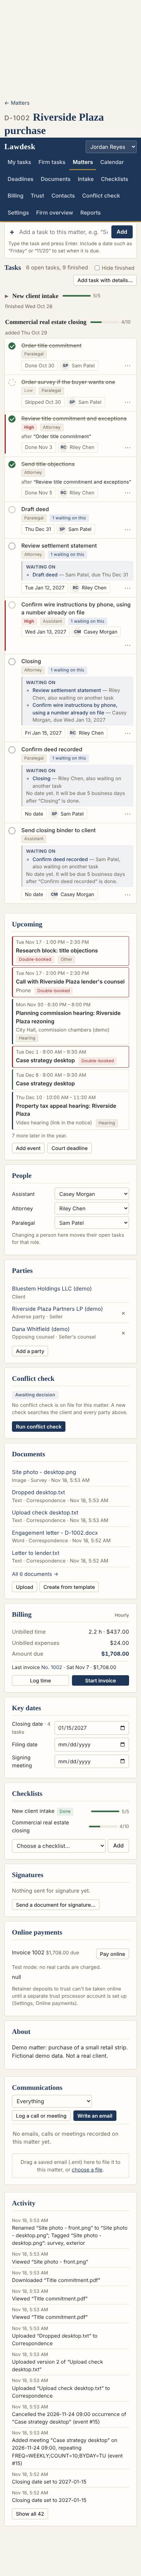 ← Matters
D-1002 Riverside Plaza
purchase
Lawdesk
Jordan Reyes
My tasks Firm tasks Matters Calendar
Deadlines Documents Intake Checklists
Billing Trust Contacts Conflict check
Settings Firm overview Reports
Add
Type the task and press Enter. Include a date such as
"Friday" or "11/20" to set when it is due.
Tasks 6 open tasks, 9 finished Hide finished
Add task with details...
New client intake 5/5
finished Wed Oct 28
Commercial real estate closing 4/10
added Thu Oct 29
Order title commitment
Paralegal
Done Oct 30 SP Sam Patel
Order survey if the buyer wants one
Low Paralegal
Skipped Oct 30 SP Sam Patel
Review title commitment and exceptions
High Attorney
after "Order title commitment"
Done Nov 3 RC Riley Chen
Send title objections
Attorney
after "Review title commitment and exceptions"
Done Nov 5 RC Riley Chen
Draft deed
Paralegal 1 waiting on this
Thu Dec 31 SP Sam Patel
Review settlement statement
Attorney 1 waiting on this
WAITING ON
Draft deed — Sam Patel, due Thu Dec 31
Tue Jan 12, 2027 RC Riley Chen
Confirm wire instructions by phone, using
a number already on file
High Assistant 1 waiting on this
Wed Jan 13, 2027 CM Casey Morgan
Closing
Attorney 1 waiting on this
WAITING ON
Review settlement statement — Riley
Chen, also waiting on another task
Confirm wire instructions by phone,
using a number already on file — Casey
Morgan, due Wed Jan 13, 2027
Fri Jan 15, 2027 RC Riley Chen
Confirm deed recorded
Paralegal 1 waiting on this
WAITING ON
Closing — Riley Chen, also waiting on
another task
No date yet. It will be due 5 business days
after "Closing" is done.
No date SP Sam Patel
Send closing binder to client
Assistant
WAITING ON
Confirm deed recorded — Sam Patel,
also waiting on another task
No date yet. It will be due 5 business days
after "Confirm deed recorded" is done.
No date CM Casey Morgan
Upcoming
Tue Nov 17 · 1:00 PM – 2:30 PM
Research block: title objections
Double-booked Other
Tue Nov 17 · 2:00 PM – 2:30 PM
Call with Riverside Plaza lender's counsel
Phone Double-booked
Mon Nov 30 · 6:30 PM – 8:00 PM
Planning commission hearing: Riverside
Plaza rezoning
City Hall, commission chambers (demo)
Hearing
Tue Dec 1 · 9:00 AM – 9:30 AM
Case strategy desktop Double-booked
Tue Dec 8 · 9:00 AM – 9:30 AM
Case strategy desktop
Thu Dec 10 · 10:00 AM – 11:30 AM
Property tax appeal hearing: Riverside
Plaza
Video hearing (link in the notice) Hearing
7 more later in the year.
Add event Court deadline
People
Assistant Casey Morgan
Attorney Riley Chen
Paralegal Sam Patel
Changing a person here moves their open tasks
for that role.
Parties
Bluestem Holdings LLC (demo)
Client
Riverside Plaza Partners LP (demo)
Adverse party · Seller
Dana Whitfield (demo)
Opposing counsel · Seller's counsel
Add a party
Conflict check
Awaiting decision
No conflict check is on file for this matter. A new
check searches the client and every party above.
Run conflict check
Documents
Site photo - desktop.png
Image · Survey · Nov 18, 5:53 AM
Dropped desktop.txt
Text · Correspondence · Nov 18, 5:53 AM
Upload check desktop.txt
Text · Correspondence · Nov 18, 5:53 AM
Engagement letter - D-1002.docx
Word · Correspondence · Nov 18, 5:52 AM
Letter to lender.txt
Text · Correspondence · Nov 18, 5:52 AM
All 6 documents →
Upload Create from template
Billing Hourly
Unbilled time 2.2 h · $437.00
Unbilled expenses $24.00
Amount due $1,708.00
Last invoice No. 1002 · Sat Nov 7 · $1,708.00
Log time Start invoice
Key dates
Closing date · 4
tasks
01/15/2027
Filing date mm/dd/yyyy
Signing
meeting
mm/dd/yyyy
Checklists
New client intake Done 5/5
Commercial real estate
closing
4/10
Choose a checklist... Add
Signatures
Nothing sent for signature yet.
Send a document for signature...
Online payments
Invoice 1002 $1,708.00 due Pay online
Test mode: no real cards are charged.
null
Retainer deposits to trust can't be taken online
until a separate trust processor account is set up
(Settings, Online payments).
About
Demo matter: purchase of a small retail strip.
Fictional demo data. Not a real client.
Communications
Everything
Log a call or meeting Write an email
No emails, calls or meetings recorded on
this matter yet.
Drag a saved email (.eml) here to file it to
this matter, or choose a file.
Activity
Nov 18, 5:53 AM
Renamed "Site photo - front.png" to "Site photo
- desktop.png"; Tagged "Site photo -
desktop.png": survey, exterior
Nov 18, 5:53 AM
Viewed "Site photo - front.png"
Nov 18, 5:53 AM
Downloaded "Title commitment.pdf"
Nov 18, 5:53 AM
Viewed "Title commitment.pdf"
Nov 18, 5:53 AM
Viewed "Title commitment.pdf"
Nov 18, 5:53 AM
Uploaded "Dropped desktop.txt" to
Correspondence
Nov 18, 5:53 AM
Uploaded version 2 of "Upload check
desktop.txt"
Nov 18, 5:53 AM
Uploaded "Upload check desktop.txt" to
Correspondence
Nov 18, 5:53 AM
Cancelled the 2026-11-24 09:00 occurrence of
"Case strategy desktop" (event #15)
Nov 18, 5:53 AM
Added meeting "Case strategy desktop" on
2026-11-24 09:00, repeating
FREQ=WEEKLY;COUNT=10;BYDAY=TU (event
#15)
Nov 18, 5:52 AM
Closing date set to 2027-01-15
Nov 18, 5:52 AM
Closing date set to 2027-01-15
Show all 42